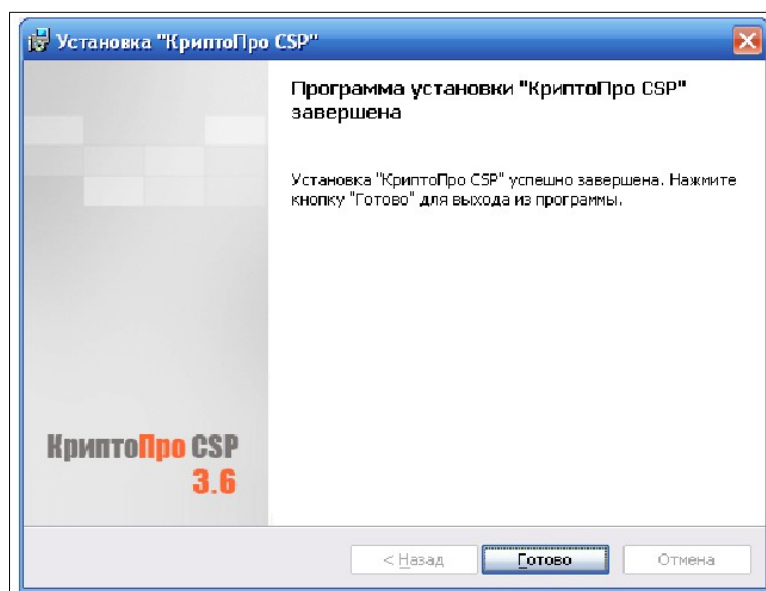 Установка "КриптоПро CSP"
Программа установки "КриптоПро CSP"
завершена
Установка "КриптоПро CSP" успешно завершена. Нажмите
кнопку "Готово" для выхода из программы.
КриптоПро CSP
3.6
< Назад
Готово
Отмена